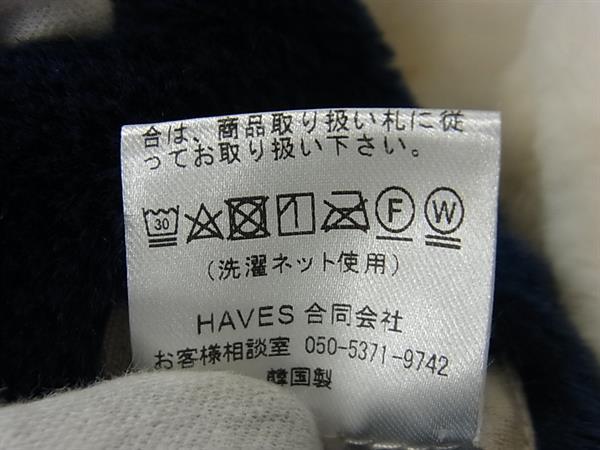 合は、商品取り扱い札に従
ってお取り扱い下さい。
30 F W
(洗濯ネット使用)
HAVES 合同会社
お客様相談室 050-5371-9742
韓国製